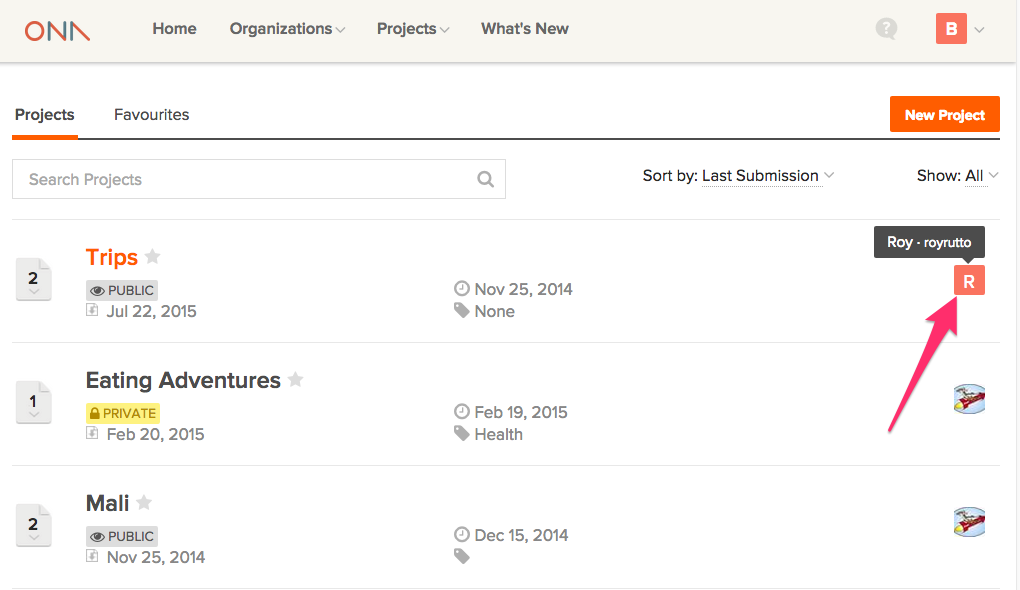 ONA Home Organizations Projects What's New ? B
Projects Favourites New Project
Search Projects Sort by: Last Submission Show: All
Roy - royrutto
2 Trips R
PUBLIC
Jul 22, 2015 Nov 25, 2014
None
1 Eating Adventures
PRIVATE
Feb 20, 2015 Feb 19, 2015
Health
2 Mali
PUBLIC
Nov 25, 2014 Dec 15, 2014